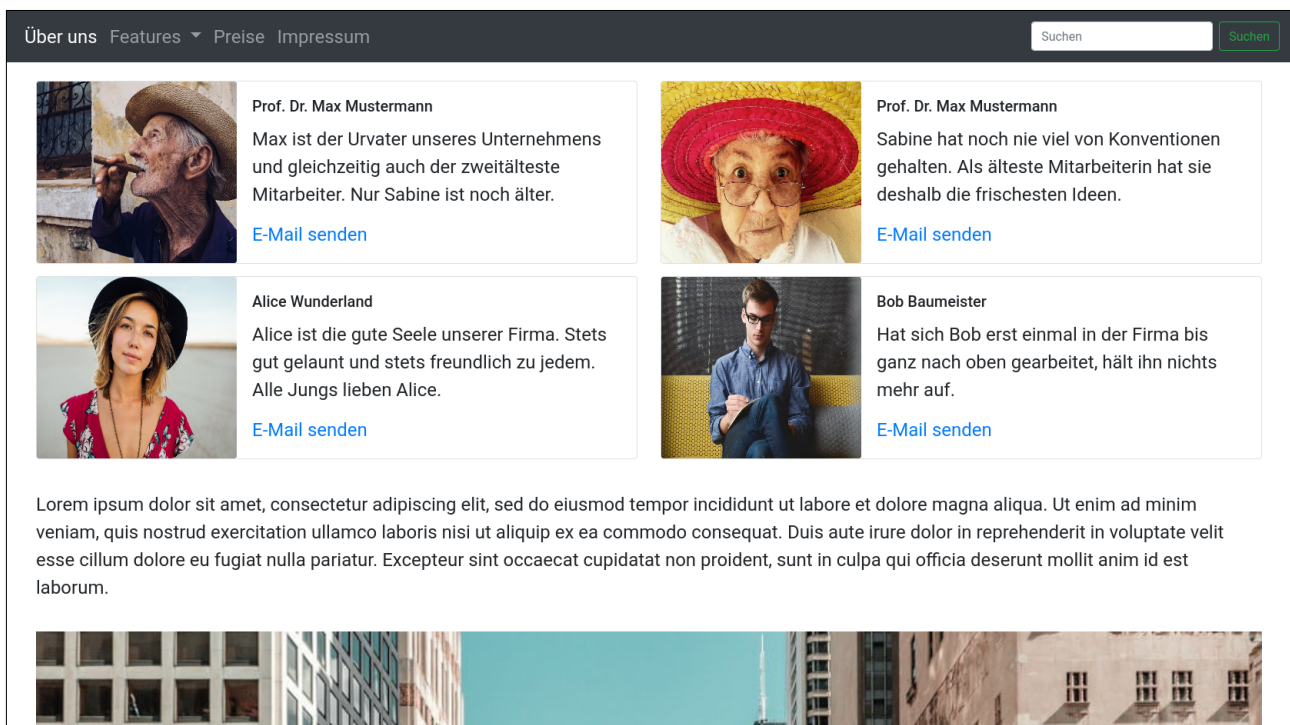 Über uns Features Preise Impressum Suchen Suchen
Prof. Dr. Max Mustermann
Max ist der Urvater unseres Unternehmens
und gleichzeitig auch der zweitälteste
Mitarbeiter. Nur Sabine ist noch älter.
E-Mail senden
Prof. Dr. Max Mustermann
Sabine hat noch nie viel von Konventionen
gehalten. Als älteste Mitarbeiterin hat sie
deshalb die frischesten Ideen.
E-Mail senden
Alice Wunderland
Alice ist die gute Seele unserer Firma. Stets
gut gelaunt und stets freundlich zu jedem.
Alle Jungs lieben Alice.
E-Mail senden
Bob Baumeister
Hat sich Bob erst einmal in der Firma bis
ganz nach oben gearbeitet, hält ihn nichts
mehr auf.
E-Mail senden
Lorem ipsum dolor sit amet, consectetur adipiscing elit, sed do eiusmod tempor incididunt ut labore et dolore magna aliqua. Ut enim ad minim
veniam, quis nostrud exercitation ullamco laboris nisi ut aliquip ex ea commodo consequat. Duis aute irure dolor in reprehenderit in voluptate velit
esse cillum dolore eu fugiat nulla pariatur. Excepteur sint occaecat cupidatat non proident, sunt in culpa qui officia deserunt mollit anim id est
laborum.